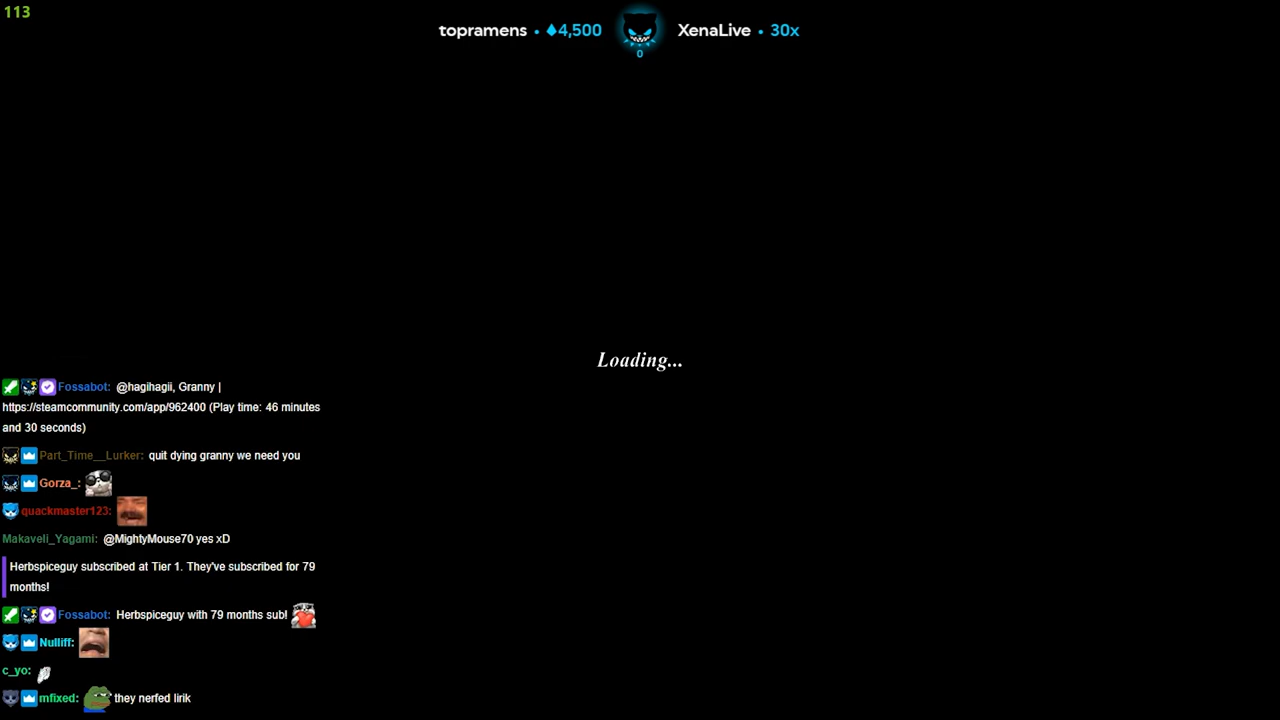 113
topramens • 4,500
0
XenaLive • 30x
Loading...
Fossabot: @hagihagii, Granny |
https://steamcommunity.com/app/962400 (Play time: 46 minutes
and 30 seconds)
Part_Time__Lurker: quit dying granny we need you
Gorza_:
quackmaster123:
Makaveli_Yagami: @MightyMouse70 yes xD
Herbspiceguy subscribed at Tier 1. They've subscribed for 79
months!
Fossabot: Herbspiceguy with 79 months sub!
Nulliff:
c_yo:
mfixed: they nerfed lirik